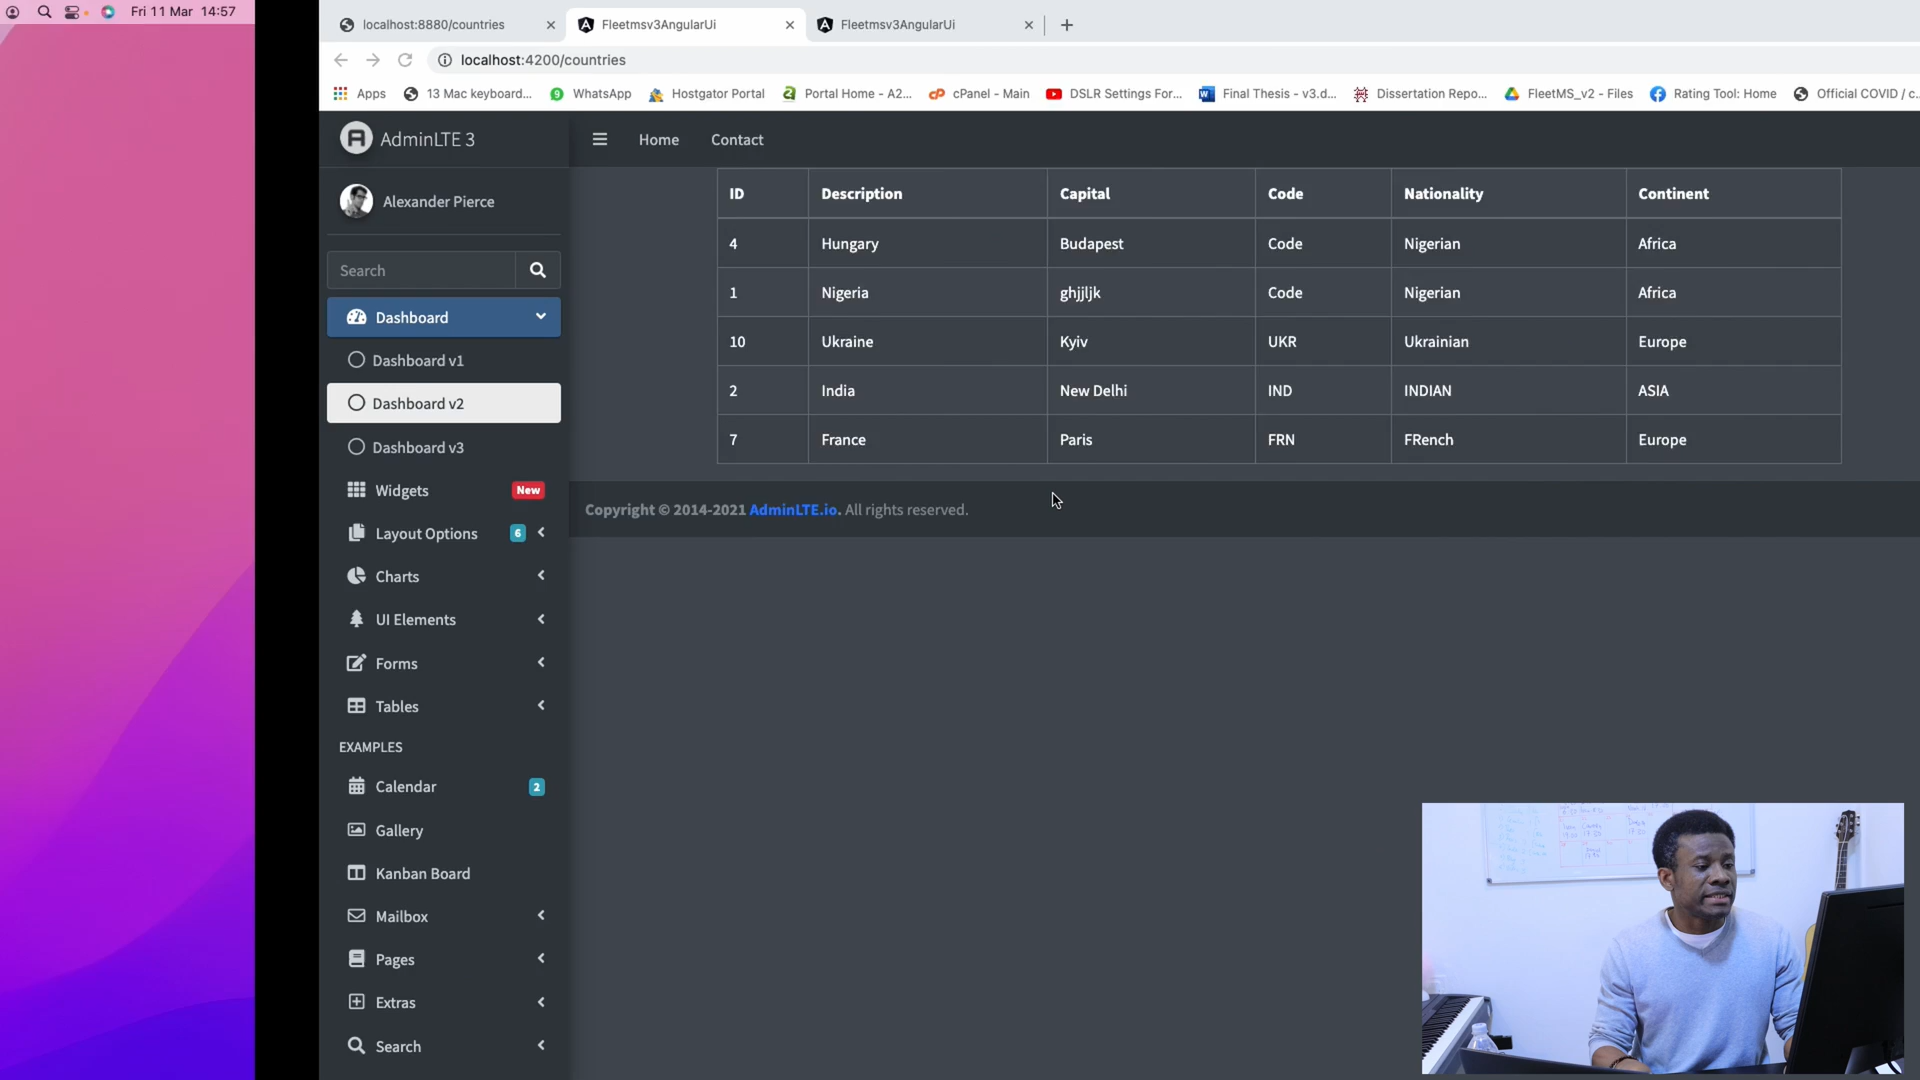 Fri 11 Mar 14:57
localhost:8880/countries
Fleetmsv3AngularUi
Fleetmsv3AngularUi
localhost:4200/countries
Apps
13 Mac keyboard...
9
WhatsApp
Hostgator Portal
Portal Home - A2...
cPanel - Main
DSLR Settings For...
Final Thesis - v3.d...
Dissertation Repo...
FleetMS_v2 - Files
Rating Tool: Home
Official COVID / c...
AdminLTE 3
Home
Contact
Alexander Pierce
Search
Dashboard
Dashboard v1
Dashboard v2
Dashboard v3
Widgets New
Layout Options 6
Charts
UI Elements
Forms
Tables
EXAMPLES
Calendar 2
Gallery
Kanban Board
Mailbox
Pages
Extras
Search
ID Description Capital Code Nationality Continent
4 Hungary Budapest Code Nigerian Africa
1 Nigeria ghjjljk Code Nigerian Africa
10 Ukraine Kyiv UKR Ukrainian Europe
2 India New Delhi IND INDIAN ASIA
7 France Paris FRN FRench Europe
Copyright © 2014-2021 AdminLTE.io. All rights reserved.